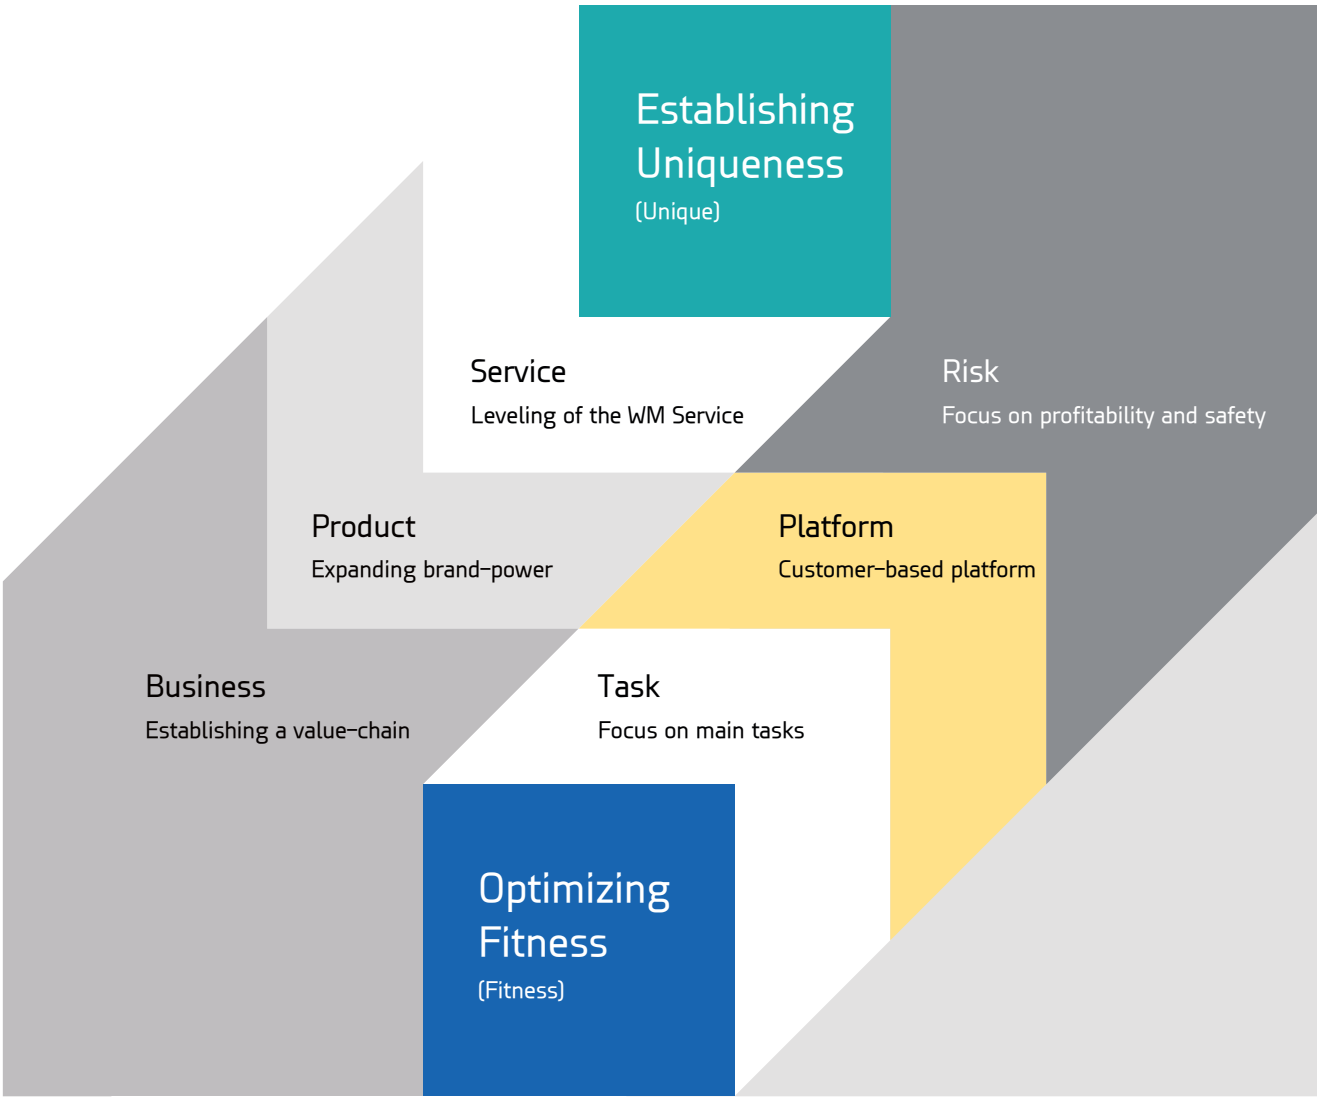 Establishing
Uniqueness
(Unique)
Service
Leveling of the WM Service
Risk
Focus on profitability and safety
Product
Expanding brand-power
Platform
Customer-based platform
Business
Establishing a value-chain
Task
Focus on main tasks
Optimizing
Fitness
(Fitness)